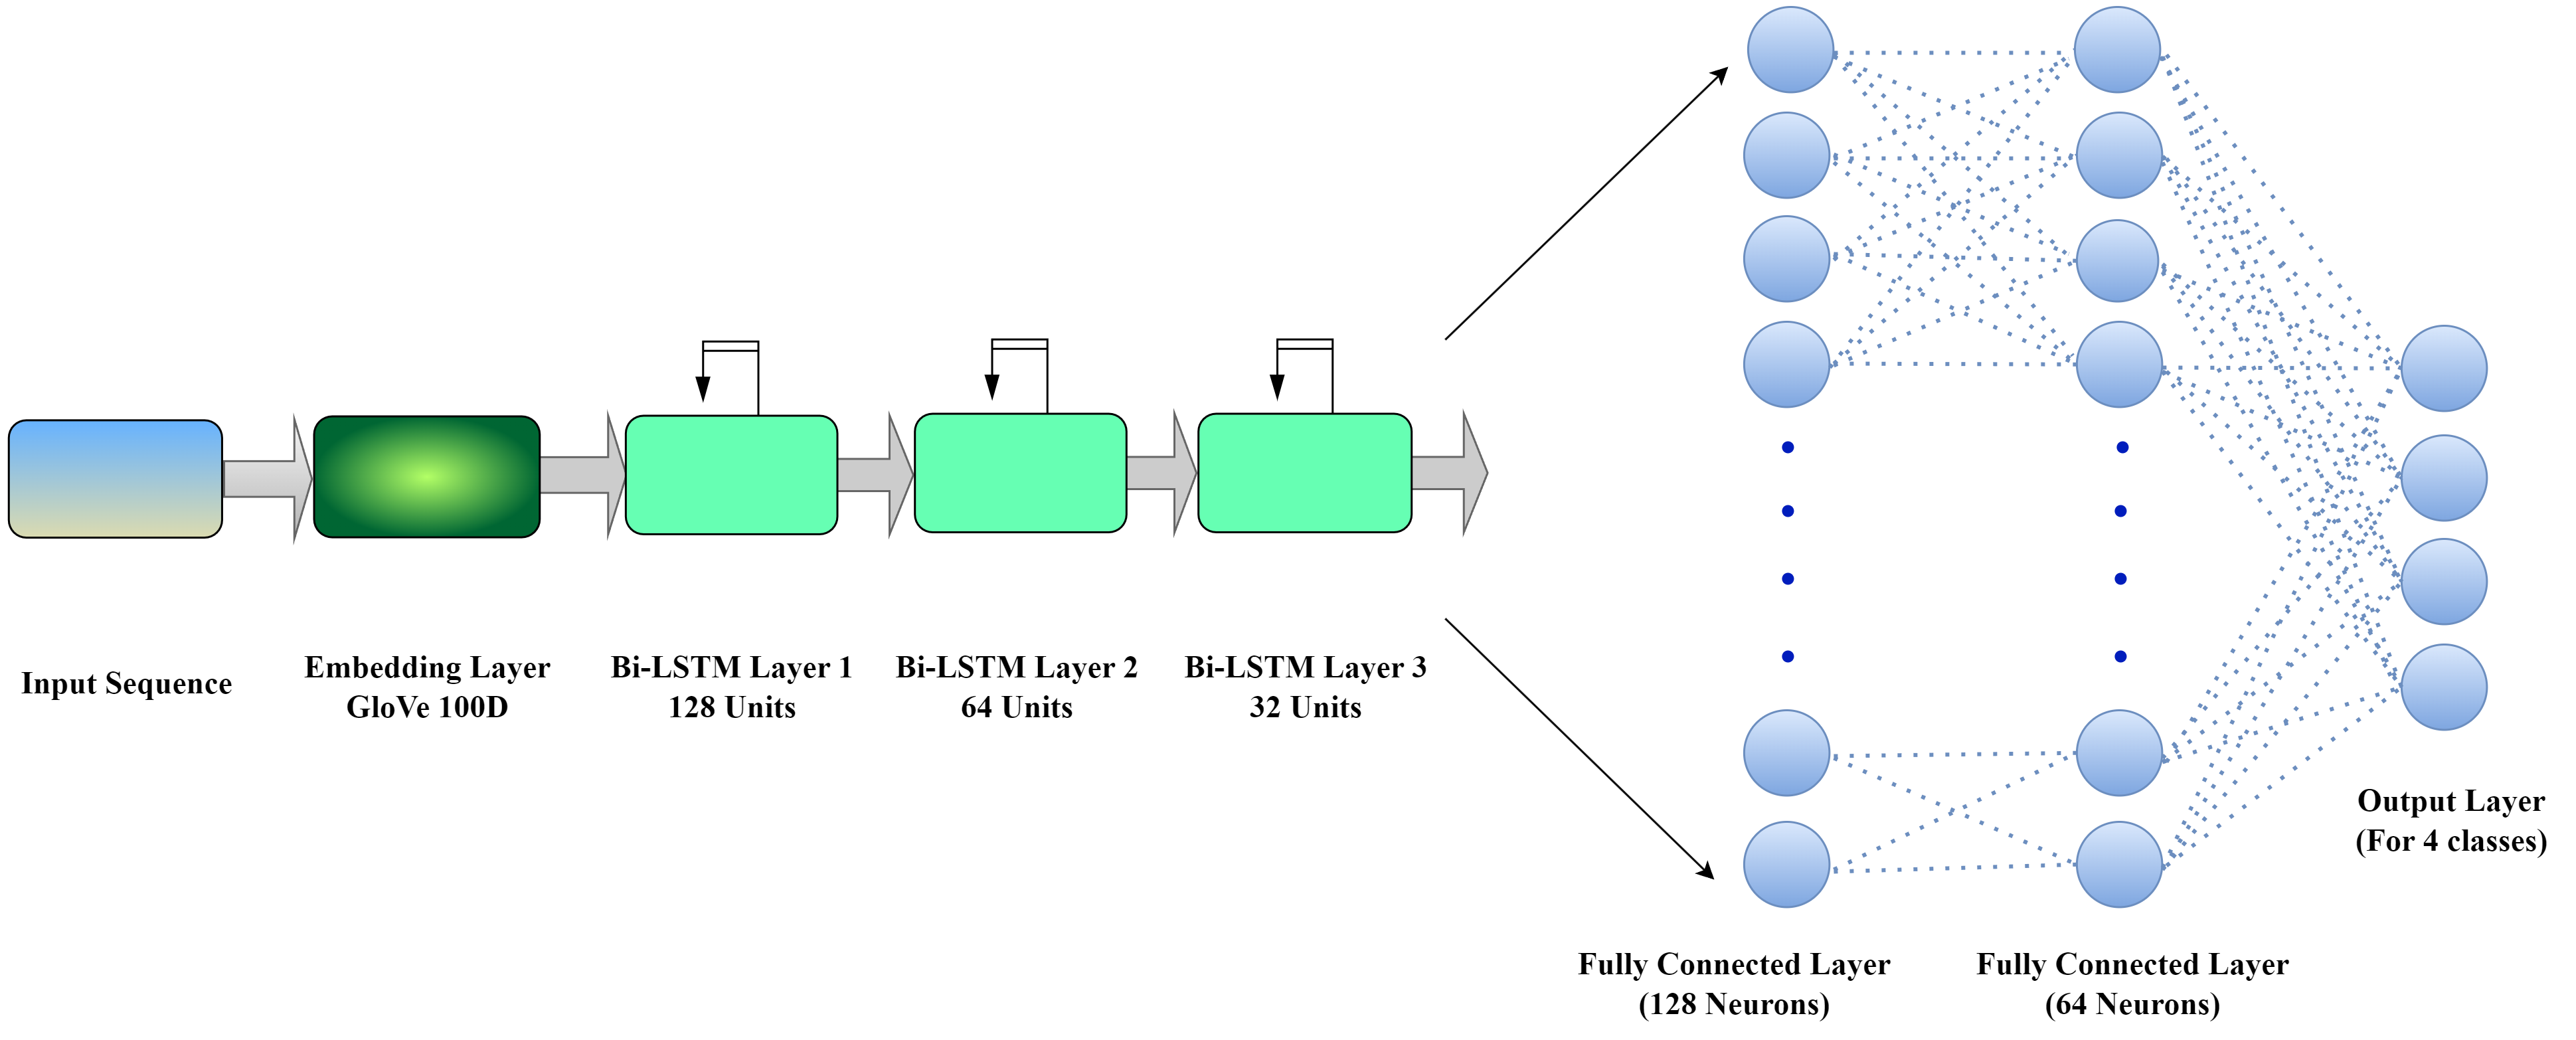 Input Sequence
Embedding Layer
GloVe 100D
Bi-LSTM Layer 1
128 Units
Bi-LSTM Layer 2
64 Units
Bi-LSTM Layer 3
32 Units
Fully Connected Layer
(128 Neurons)
Fully Connected Layer
(64 Neurons)
Output Layer
(For 4 classes)